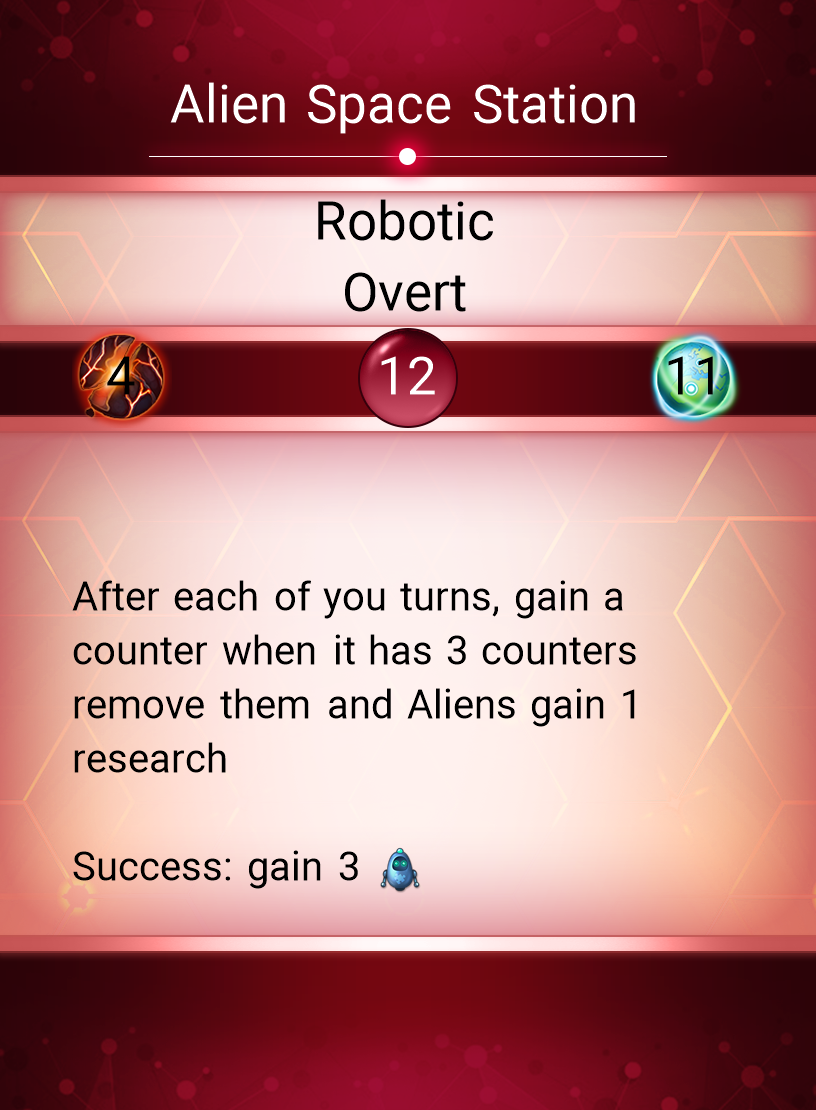 Alien Space Station
Robotic
Overt
4 12 11
After each of you turns, gain a
counter when it has 3 counters
remove them and Aliens gain 1
research
Success: gain 3